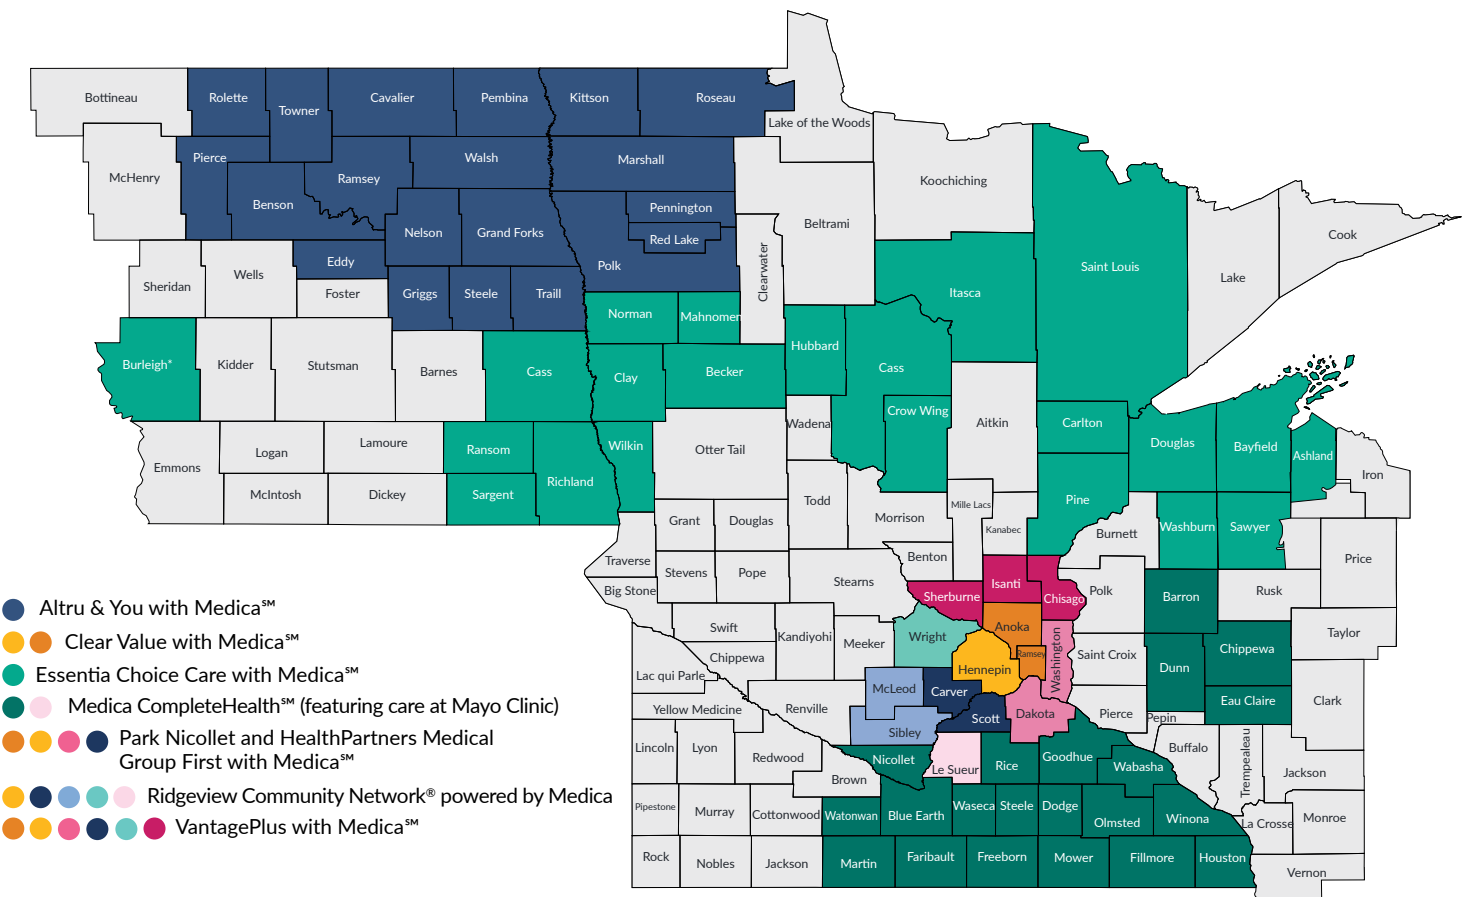 Bottineau
Rolette
Towner
Cavalier
Pembina
Kittson
Roseau
Lake of the Woods
McHenry
Pierce
Benson
Ramsey
Walsh
Marshall
Koochiching
Pennington
Red Lake
Beltrami
Nelson
Grand Forks
Polk
Clearwater
Saint Louis
Lake
Cook
Sheridan
Wells
Eddy
Foster
Griggs
Steele
Traill
Norman
Mahnomen
Itasca
Burleigh*
Kidder
Stutsman
Barnes
Cass
Clay
Becker
Hubbard
Cass
Crow Wing
Aitkin
Carlton
Douglas
Bayfield
Ashland
Iron
Emmons
Logan
Lamoure
Ransom
Richland
Wilkin
Otter Tail
Wadena
McIntosh
Dickey
Sargent
Todd
Morrison
Mille Lacs
Kanabec
Pine
Burnett
Washburn
Sawyer
Price
Grant
Douglas
Traverse
Stevens
Pope
Stearns
Benton
Big Stone
Sherburne
Isanti
Chisago
Polk
Barron
Rusk
Taylor
Swift
Kandiyohi
Meeker
Wright
Anoka
Ramsey
Washington
Hennepin
Saint Croix
Dunn
Chippewa
Eau Claire
Clark
Chippewa
Lac qui Parle
Yellow Medicine
Renville
McLeod
Carver
Scott
Dakota
Sibley
Pierce
Pepin
Buffalo
Trempealeau
Jackson
Lincoln
Lyon
Redwood
Brown
Nicollet
Le Sueur
Rice
Goodhue
Wabasha
Pipestone
Murray
Cottonwood
Watonwan
Blue Earth
Waseca
Steele
Dodge
Olmsted
Winona
La Crosse
Monroe
Rock
Nobles
Jackson
Martin
Faribault
Freeborn
Mower
Fillmore
Houston
Vernon
Altru & You with Medica℠
Clear Value with Medica℠
Essentia Choice Care with Medica℠
Medica CompleteHealth℠ (featuring care at Mayo Clinic)
Park Nicollet and HealthPartners Medical
Group First with Medica℠
Ridgeview Community Network® powered by Medica
VantagePlus with Medica℠